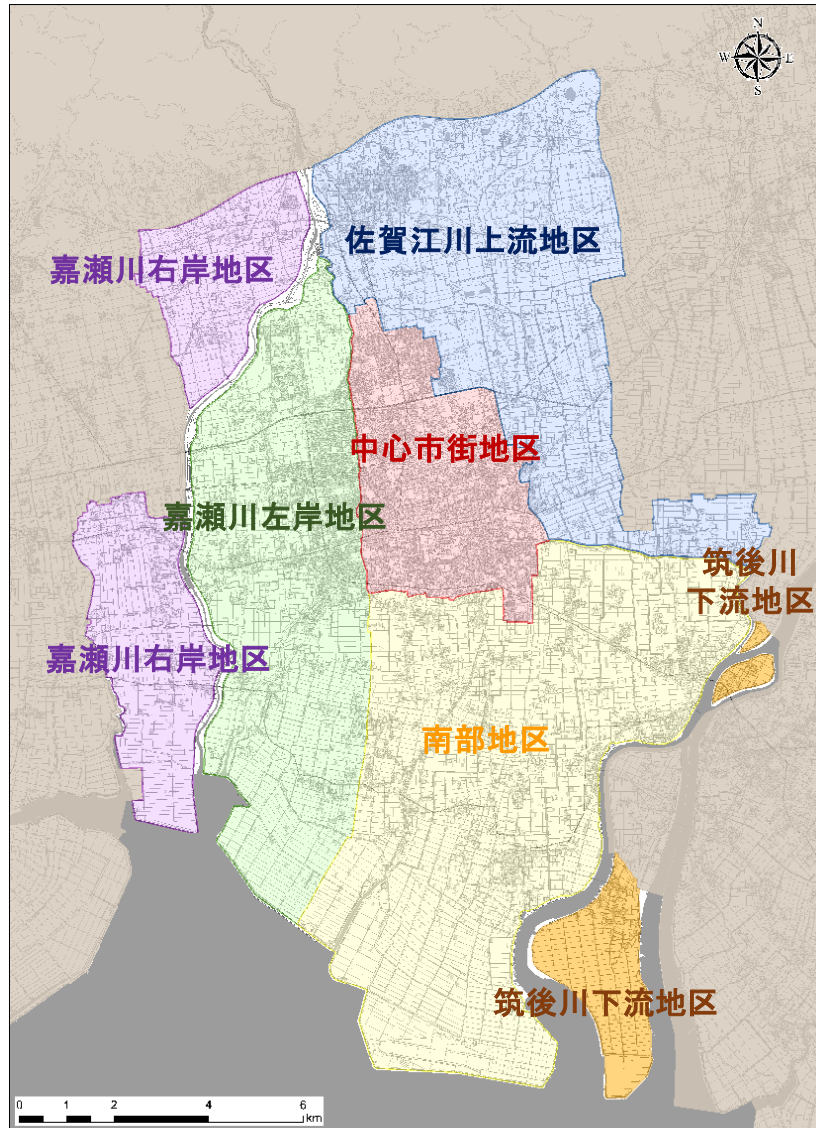 N
W E
S
佐賀江川上流地区
嘉瀬川右岸地区
中心市街地区
嘉瀬川左岸地区
筑後川
下流地区
嘉瀬川右岸地区
南部地区
筑後川下流地区
0 1 2 4 6
km